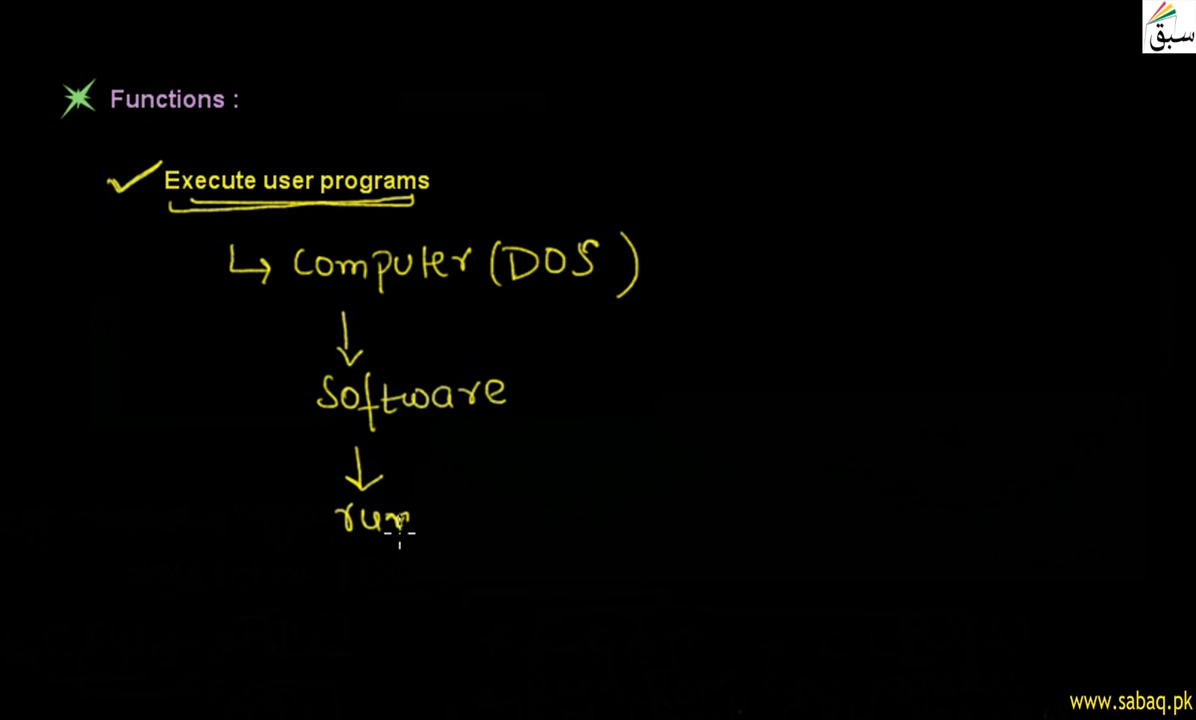 سبق
Functions :
Execute user programs
Computer (DOS)
Software
run
www.sabaq.pk